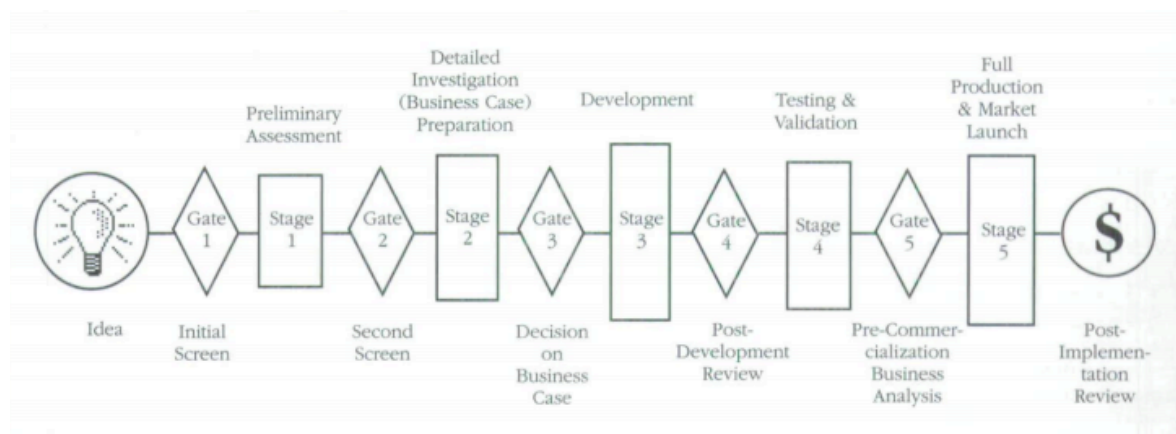 Preliminary
Assessment
Detailed
Investigation
(Business Case)
Preparation
Development
Testing &
Validation
Full
Production
& Market
Launch
Gate
1
Stage
1
Gate
2
Stage
2
Gate
3
Stage
3
Gate
4
Stage
4
Gate
5
Stage
5
$
Idea
Initial
Screen
Second
Screen
Decision
on
Business
Case
Post-
Development
Review
Pre-Commer-
cialization
Business
Analysis
Post-
Implemen-
tation
Review